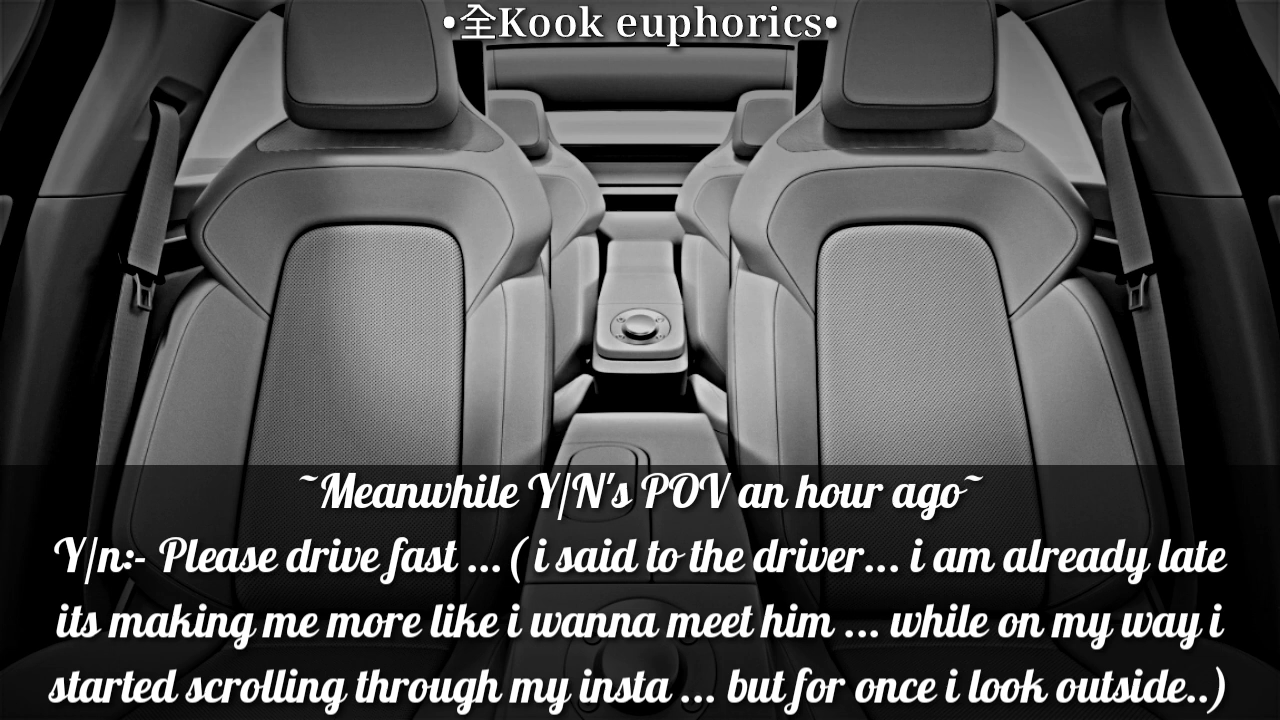 •全Kook euphorics•
~Meanwhile Y/N's POV an hour ago~
Y/n:- Please drive fast ... ( i said to the driver... i am already late
its making me more like i wanna meet him ... while on my way i
started scrolling through my insta ... but for once i look outside..)